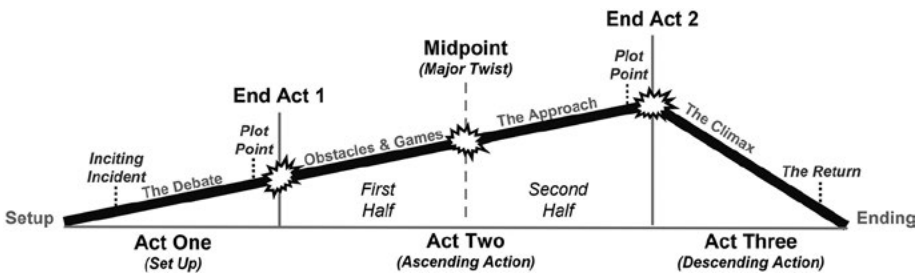 End Act 2
Midpoint
(Major Twist)
Plot
Point
End Act 1
The Approach
The Climax
Plot
Point
Obstacles & Games
Inciting
Incident
The Debate
The Return
First
Half
Second
Half
Setup
Ending
Act One
(Set Up)
Act Two
(Ascending Action)
Act Three
(Descending Action)